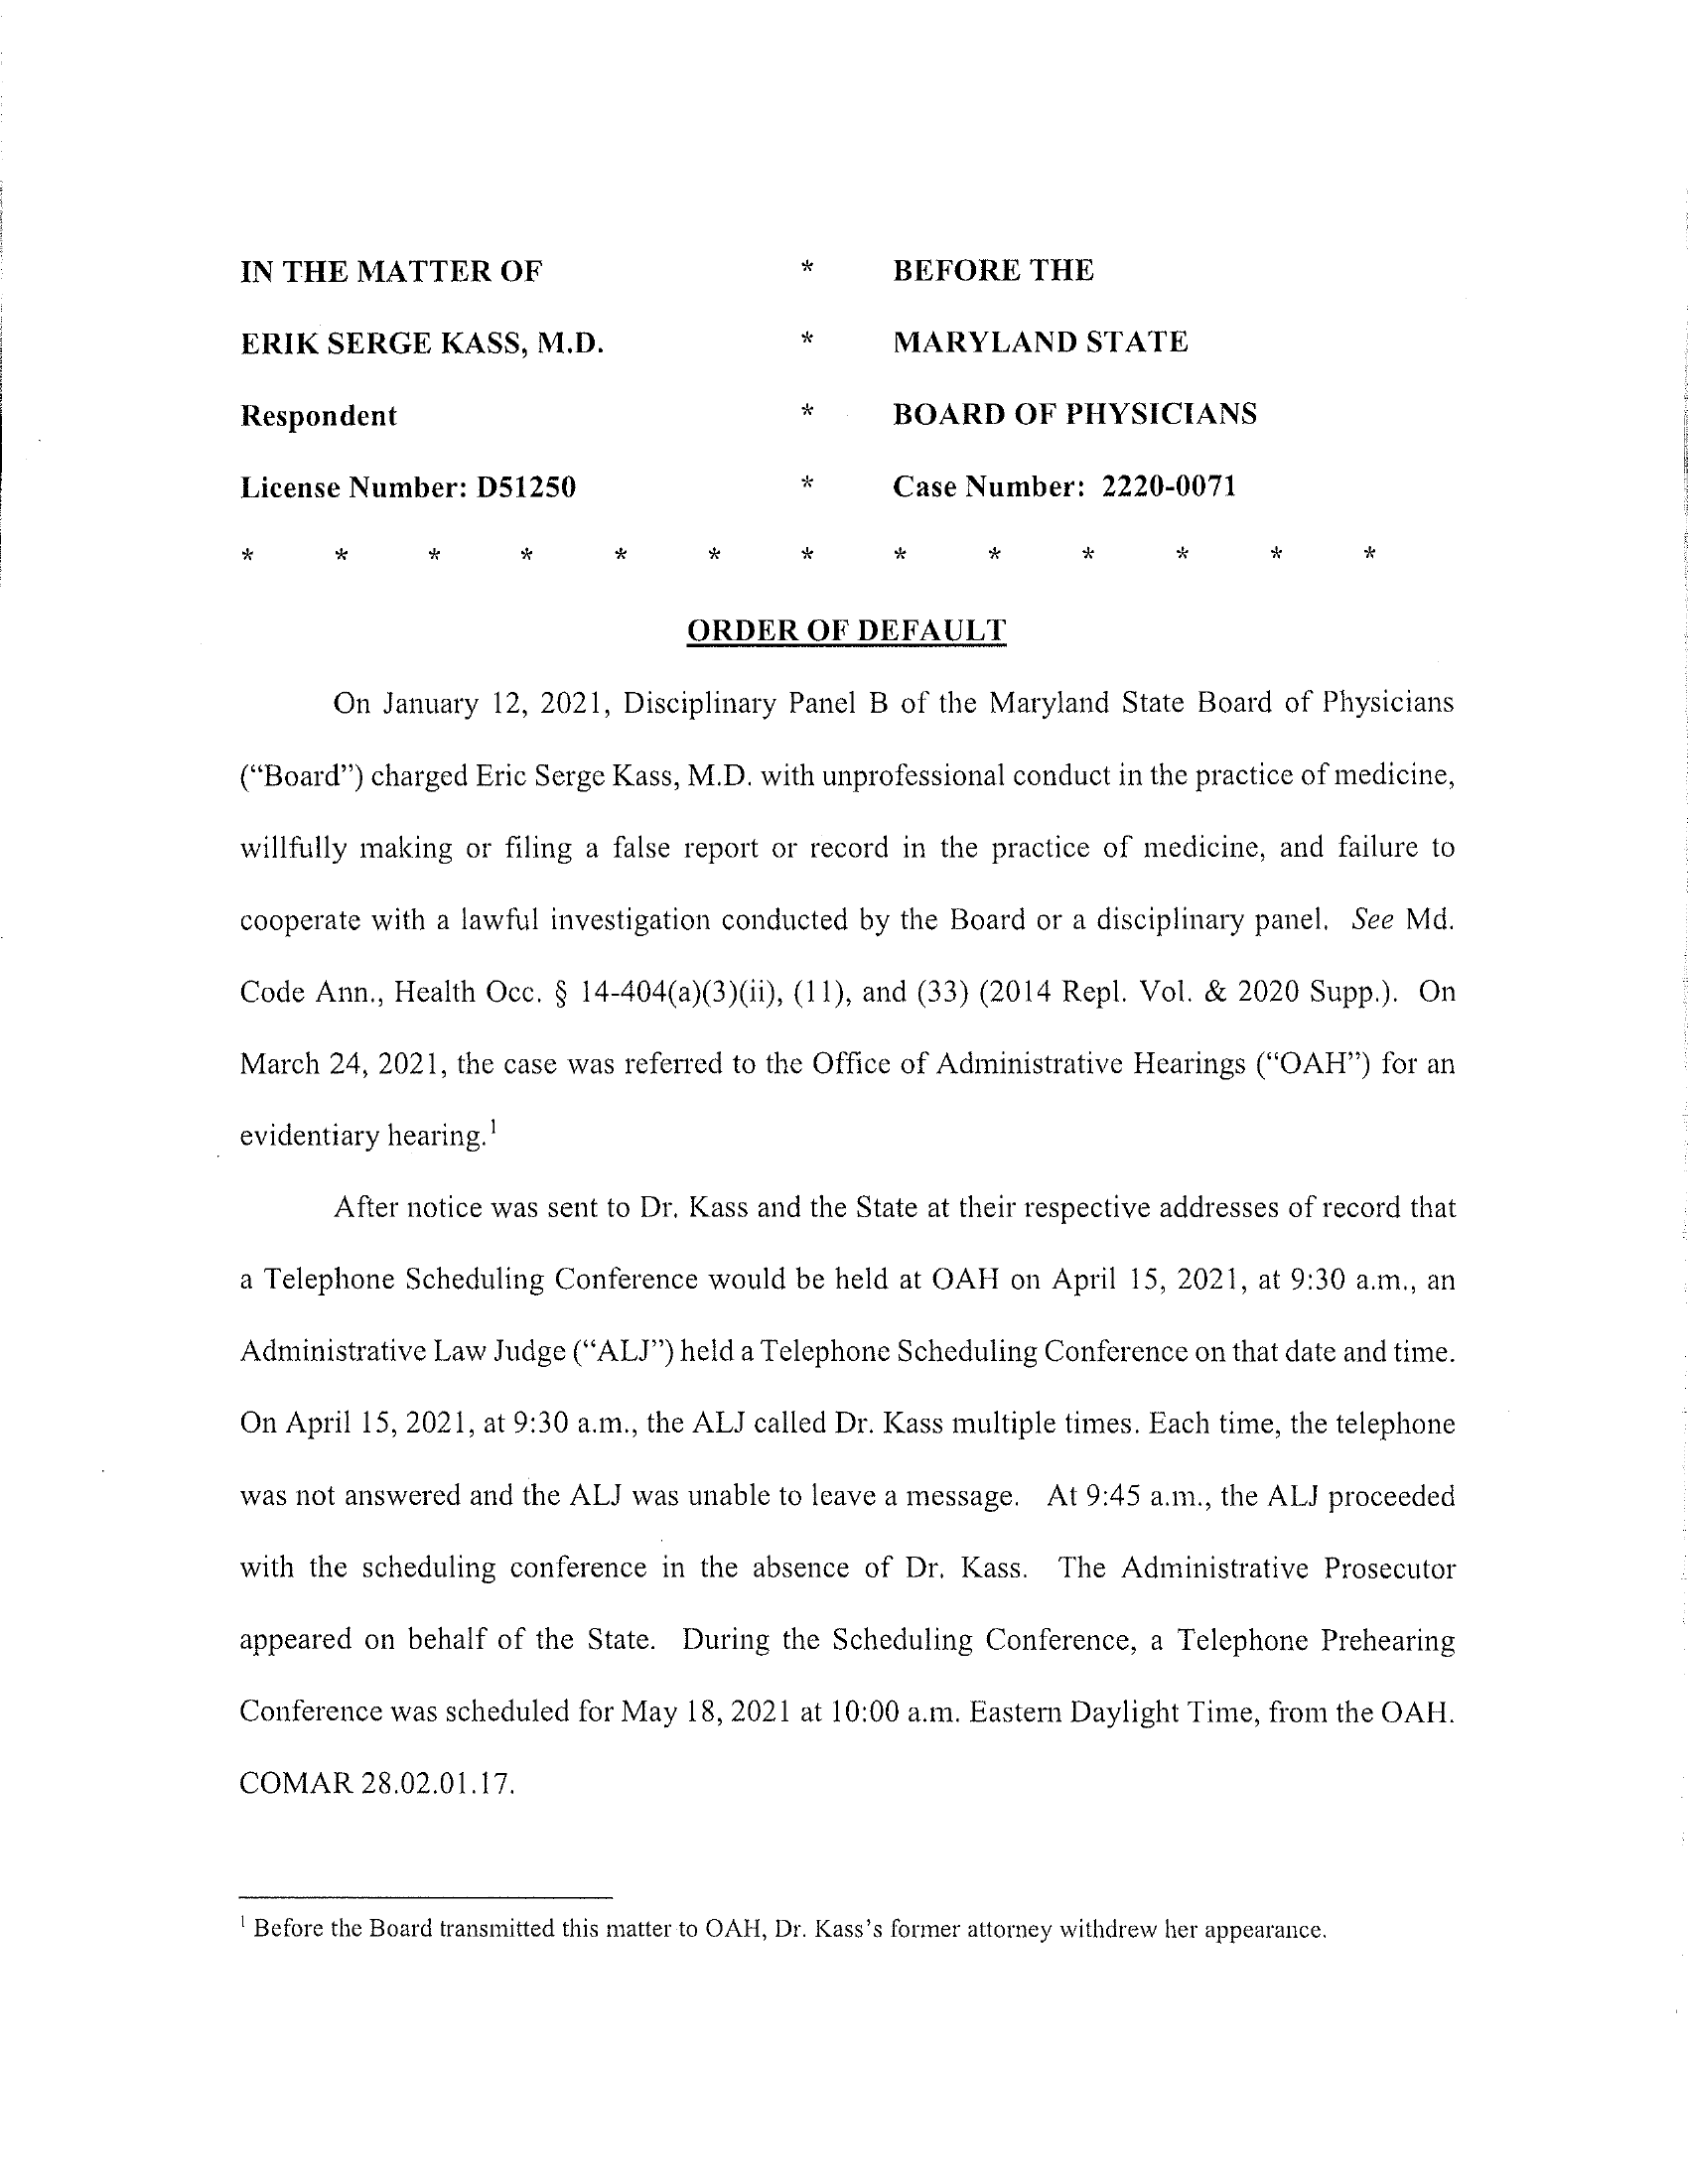 IN THE MATTER OF * BEFORE THE
ERIK SERGE KASS, M.D. * MARYLAND STATE
Respondent * BOARD OF PHYSICIANS
License Number: D51250 * Case Number: 2220-0071
* * * * * * * * * * * * *
ORDER OF DEFAULT
On January 12, 2021, Disciplinary Panel B of the Maryland State Board of Physicians
(“Board”) charged Eric Serge Kass, M.D. with unprofessional conduct in the practice of medicine,
willfully making or filing a false report or record in the practice of medicine, and failure to
cooperate with a lawful investigation conducted by the Board or a disciplinary panel. See Md.
Code Ann., Health Occ. § 14-404(a)(3)(ii), (11), and (33) (2014 Repl. Vol. & 2020 Supp.). On
March 24, 2021, the case was referred to the Office of Administrative Hearings (“OAH”) for an
evidentiary hearing.¹
After notice was sent to Dr. Kass and the State at their respective addresses of record that
a Telephone Scheduling Conference would be held at OAH on April 15, 2021, at 9:30 a.m., an
Administrative Law Judge (“ALJ”) held a Telephone Scheduling Conference on that date and time.
On April 15, 2021, at 9:30 a.m., the ALJ called Dr. Kass multiple times. Each time, the telephone
was not answered and the ALJ was unable to leave a message. At 9:45 a.m., the ALJ proceeded
with the scheduling conference in the absence of Dr. Kass. The Administrative Prosecutor
appeared on behalf of the State. During the Scheduling Conference, a Telephone Prehearing
Conference was scheduled for May 18, 2021 at 10:00 a.m. Eastern Daylight Time, from the OAH.
COMAR 28.02.01.17.
¹ Before the Board transmitted this matter to OAH, Dr. Kass’s former attorney withdrew her appearance.